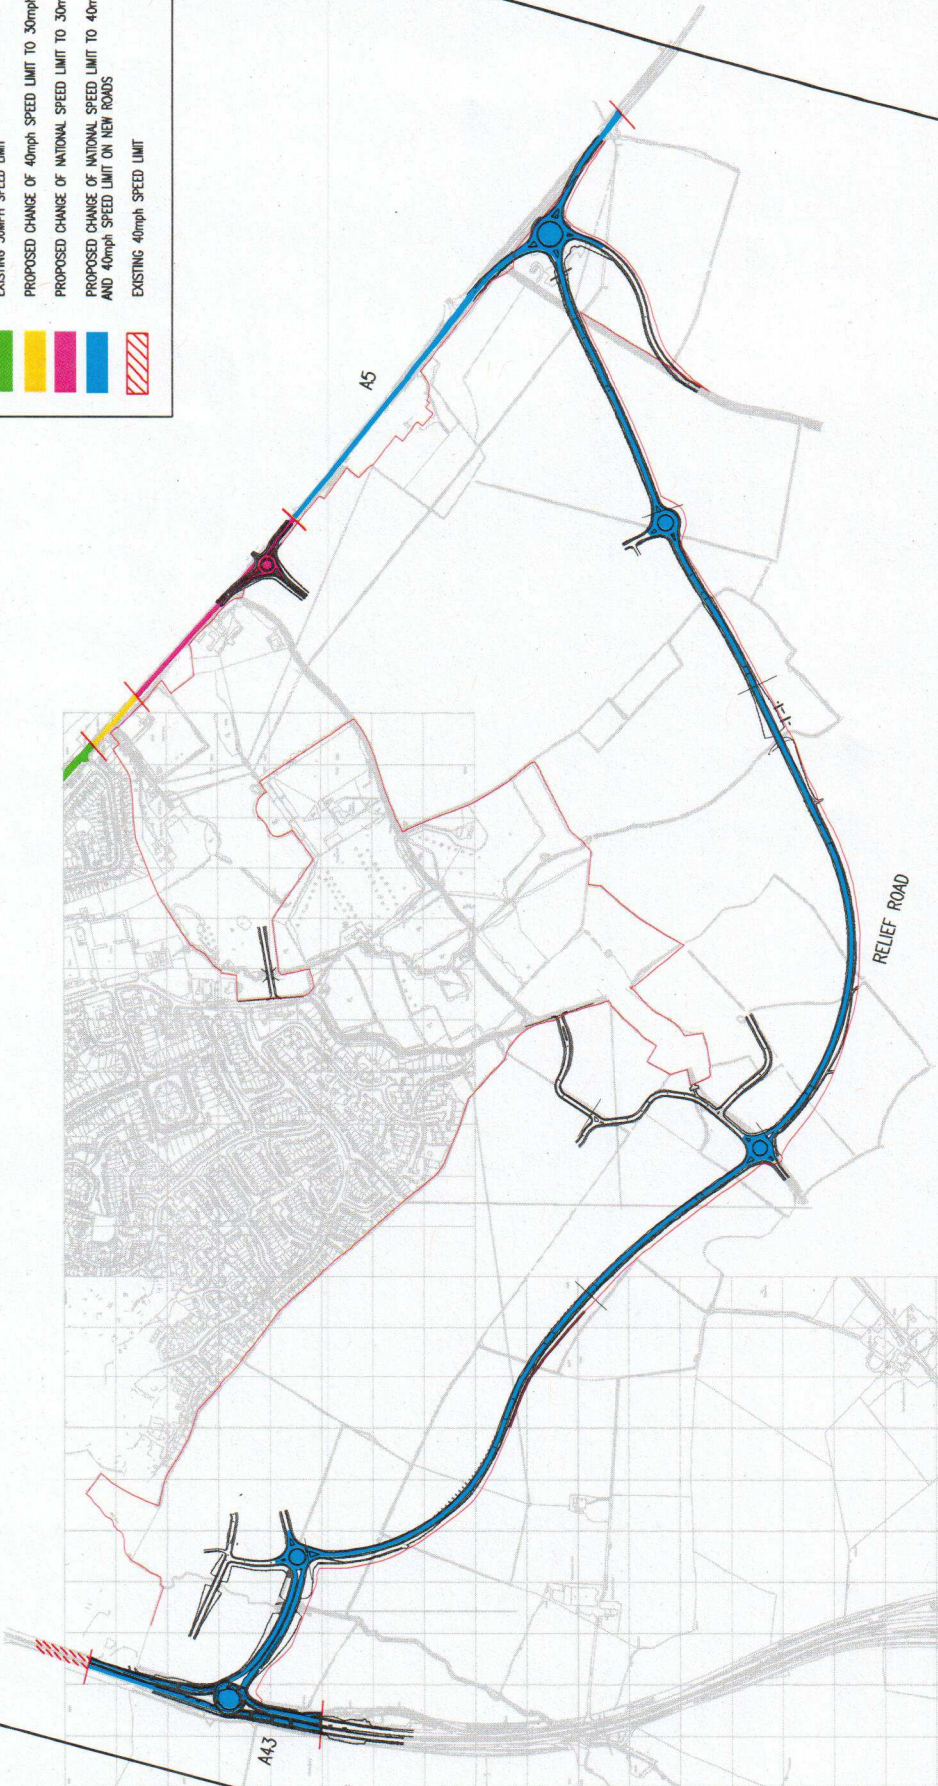 EXISTING 30MPH SPEED LIMIT
PROPOSED CHANGE OF 40mph SPEED LIMIT TO 30mph
PROPOSED CHANGE OF NATIONAL SPEED LIMIT TO
PROPOSED CHANGE OF NATIONAL SPEED LIMIT TO
AND 40mph SPEED LIMIT ON NEW ROADS
EXISTING 40mph SPEED LIMIT
A5
RELIEF ROAD
A43